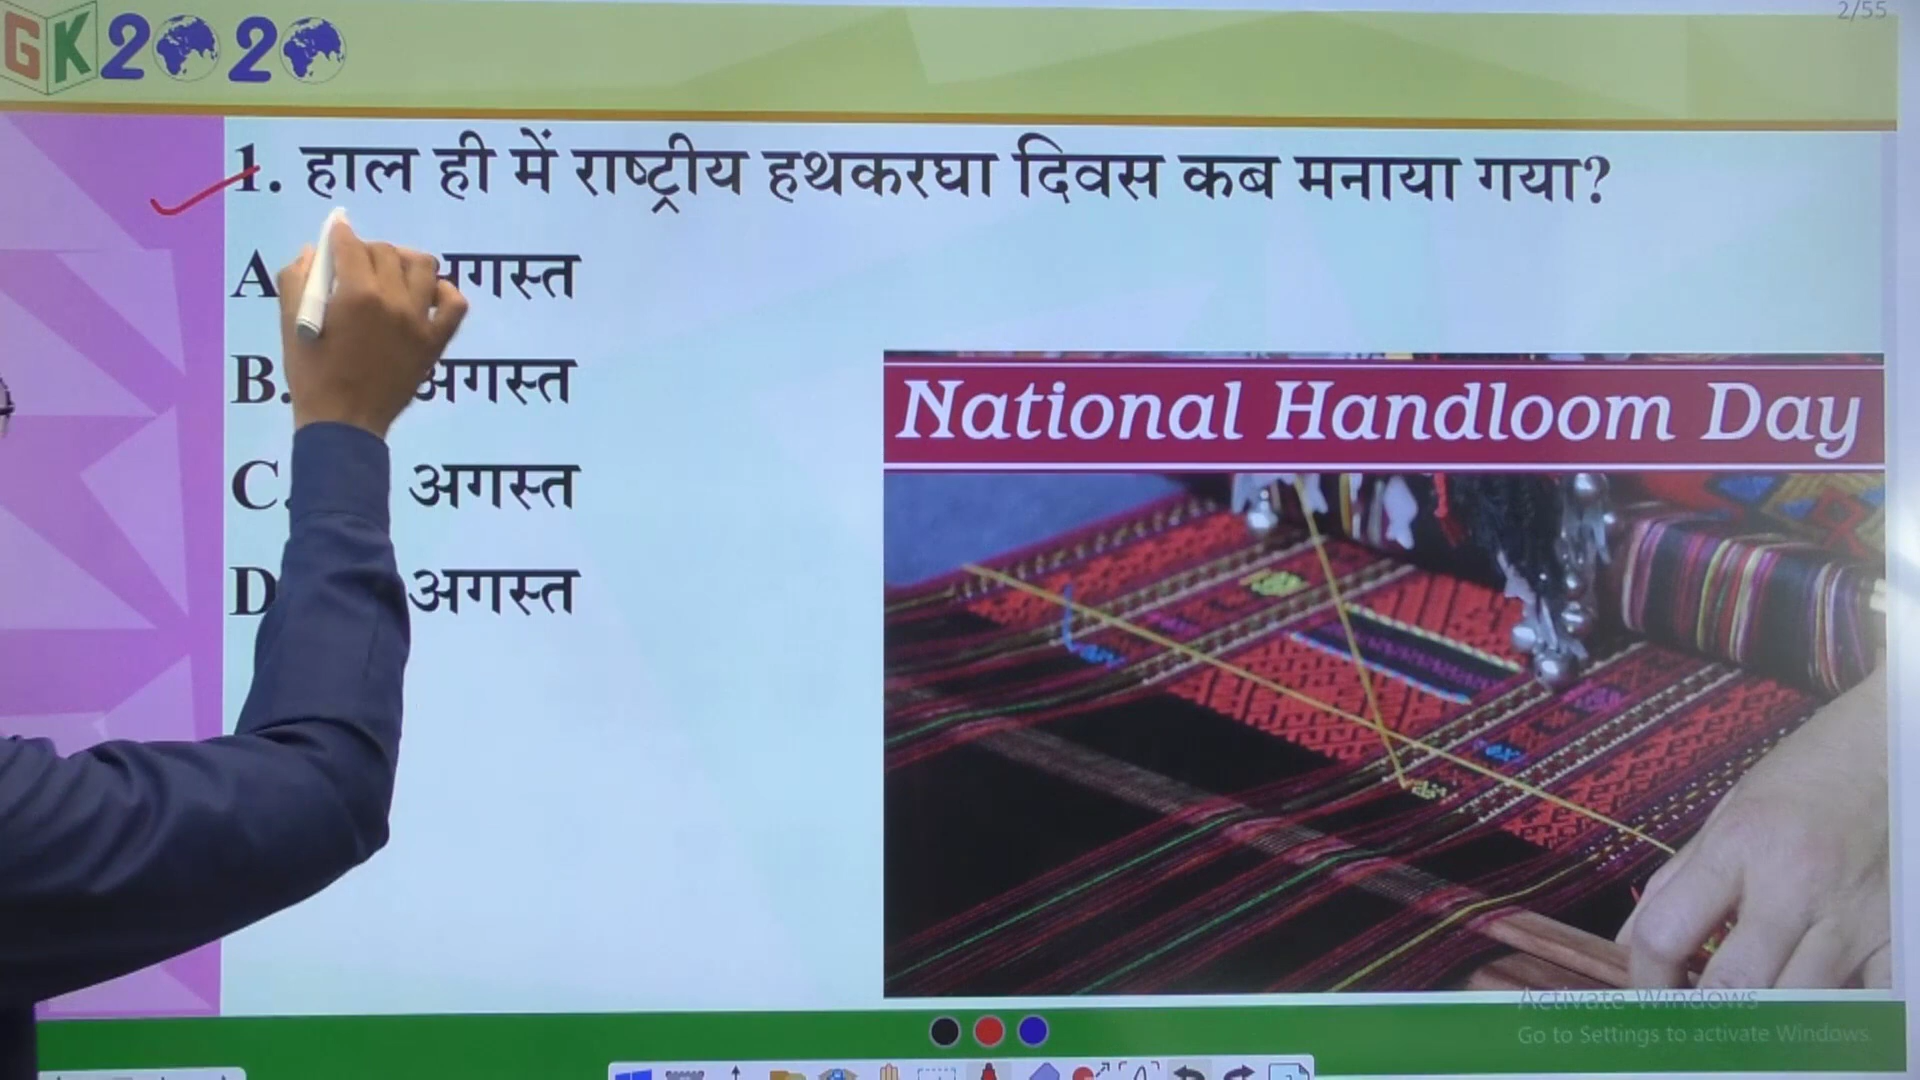 GK2020
2/55
1. हाल ही में राष्ट्रीय हथकरघा दिवस कब मनाया गया?
A. अगस्त
B. अगस्त
C. अगस्त
D. अगस्त
National Handloom Day
Activate Windows
Go to Settings to activate Windows.